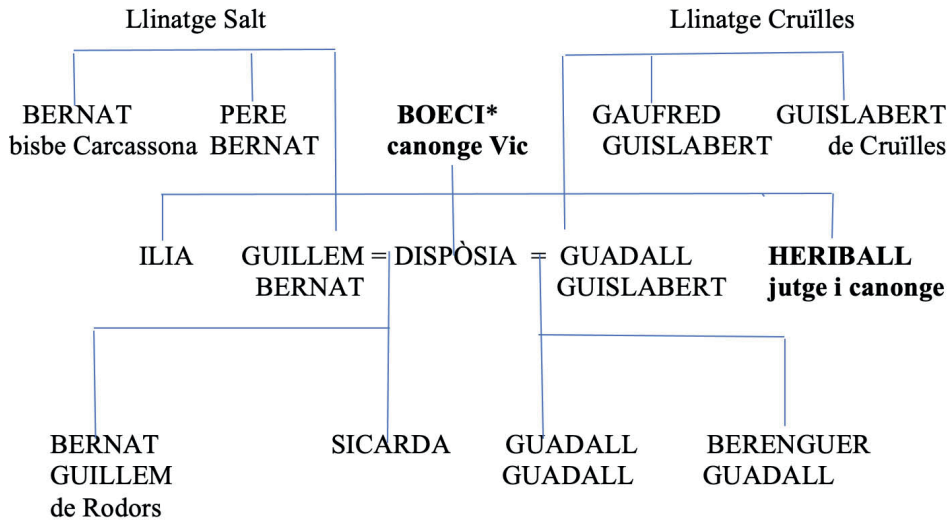 Llinatge Salt Llinatge Cruïlles
BERNAT PERE BOECI* GAUFRED GUISLABERT
bisbe Carcassona BERNAT canonge Vic GUISLABERT de Cruïlles
ILIA GUILLEM = DISPÒSIA = GUADALL HERIBALL
BERNAT GUISLABERT jutge i canonge
BERNAT SICARDA GUADALL BERENGUER
GUILLEM GUADALL GUADALL
de Rodors